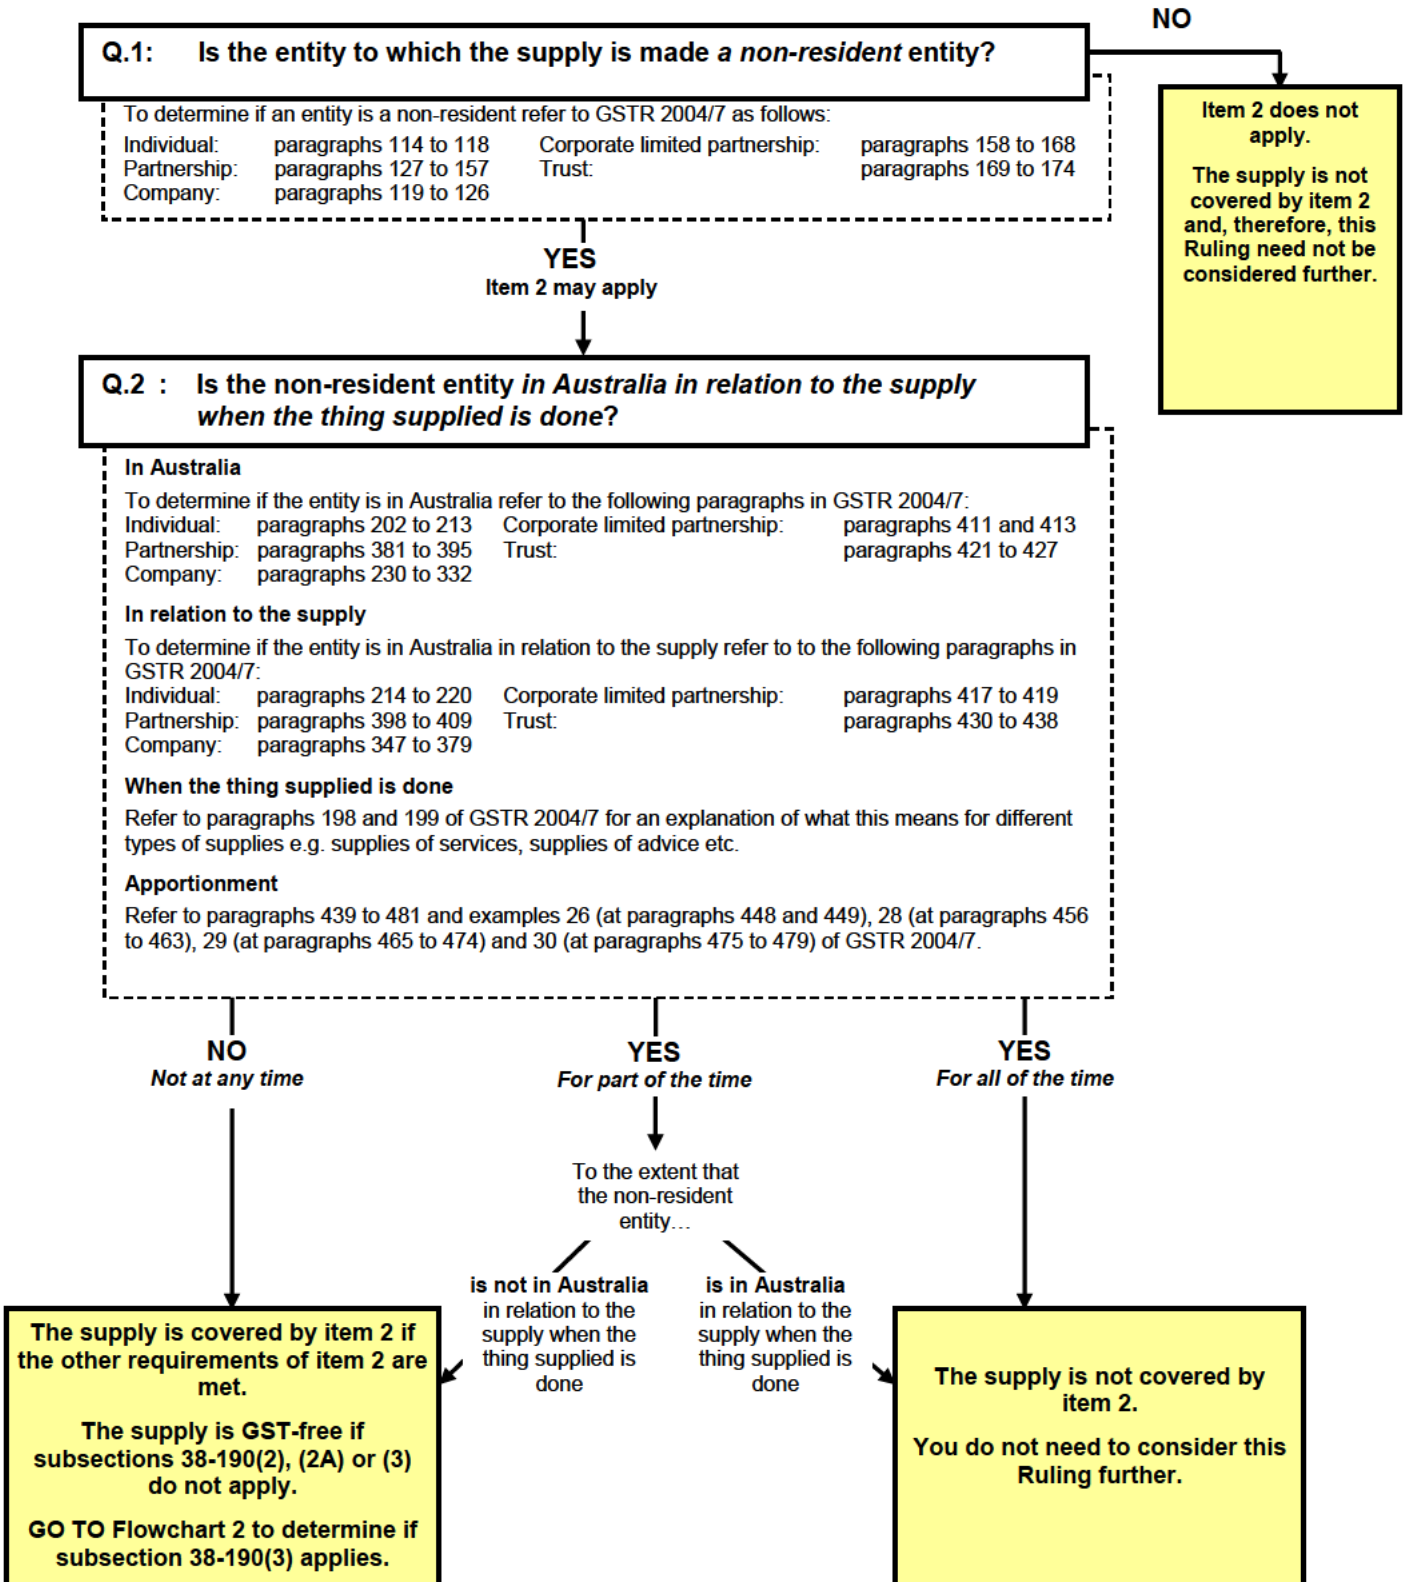 NO
Q.1: Is the entity to which the supply is made a non-resident entity?
To determine if an entity is a non-resident refer to GSTR 2004/7 as follows:
Individual: paragraphs 114 to 118 Corporate limited partnership: paragraphs 158 to 168
Partnership: paragraphs 127 to 157 Trust: paragraphs 169 to 174
Company: paragraphs 119 to 126
Item 2 does not
apply.
The supply is not
covered by item 2
and, therefore, this
Ruling need not be
considered further.
YES
Item 2 may apply
Q.2 : Is the non-resident entity in Australia in relation to the supply
when the thing supplied is done?
In Australia
To determine if the entity is in Australia refer to the following paragraphs in GSTR 2004/7:
Individual: paragraphs 202 to 213 Corporate limited partnership: paragraphs 411 and 413
Partnership: paragraphs 381 to 395 Trust: paragraphs 421 to 427
Company: paragraphs 230 to 332
In relation to the supply
To determine if the entity is in Australia in relation to the supply refer to to the following paragraphs in
GSTR 2004/7:
Individual: paragraphs 214 to 220 Corporate limited partnership: paragraphs 417 to 419
Partnership: paragraphs 398 to 409 Trust: paragraphs 430 to 438
Company: paragraphs 347 to 379
When the thing supplied is done
Refer to paragraphs 198 and 199 of GSTR 2004/7 for an explanation of what this means for different
types of supplies e.g. supplies of services, supplies of advice etc.
Apportionment
Refer to paragraphs 439 to 481 and examples 26 (at paragraphs 448 and 449), 28 (at paragraphs 456
to 463), 29 (at paragraphs 465 to 474) and 30 (at paragraphs 475 to 479) of GSTR 2004/7.
NO
Not at any time
YES
For part of the time
YES
For all of the time
To the extent that
the non-resident
entity…
is not in Australia
in relation to the
supply when the
thing supplied is
done
is in Australia
in relation to the
supply when the
thing supplied is
done
The supply is covered by item 2 if
the other requirements of item 2 are
met.
The supply is GST-free if
subsections 38-190(2), (2A) or (3)
do not apply.
GO TO Flowchart 2 to determine if
subsection 38-190(3) applies.
The supply is not covered by
item 2.
You do not need to consider this
Ruling further.